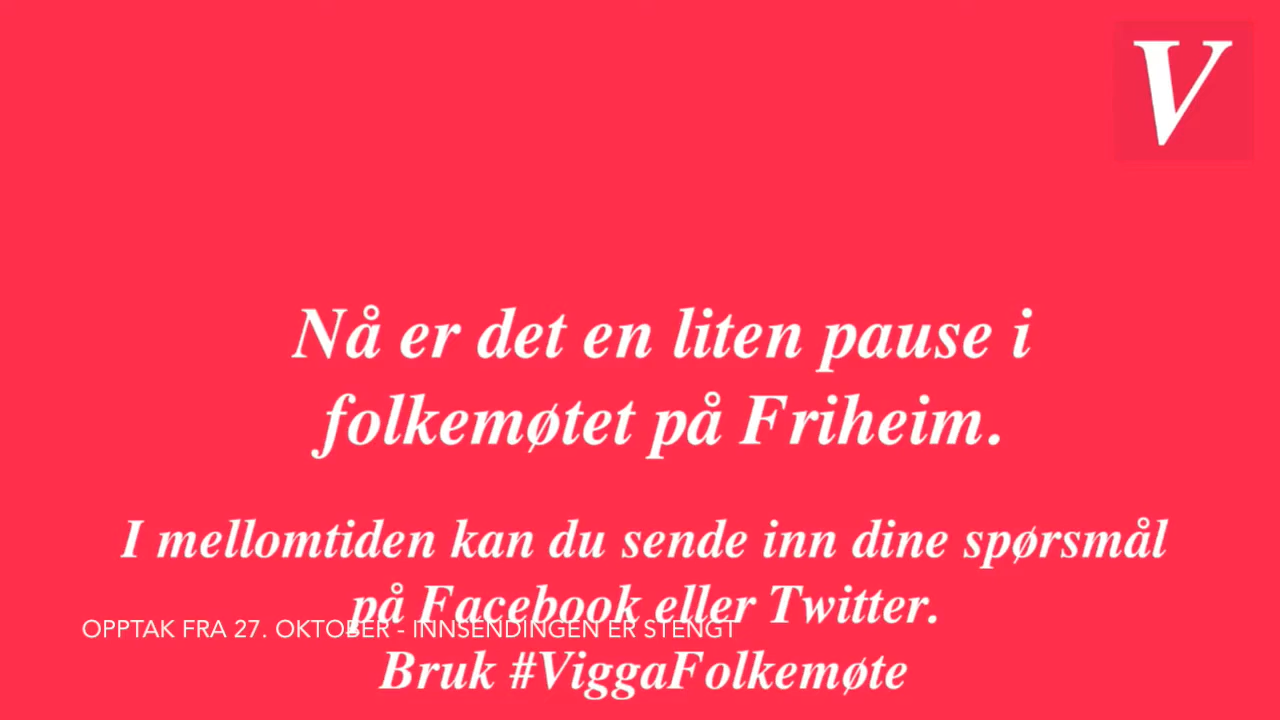 V
Nå er det en liten pause i
folkemøtet på Friheim.
I mellomtiden kan du sende inn dine spørsmål
på Facebook eller Twitter.
OPPTAK FRA 27. OKTOBER - INNSENDINGEN ER STENGT
Bruk #ViggaFolkemøte